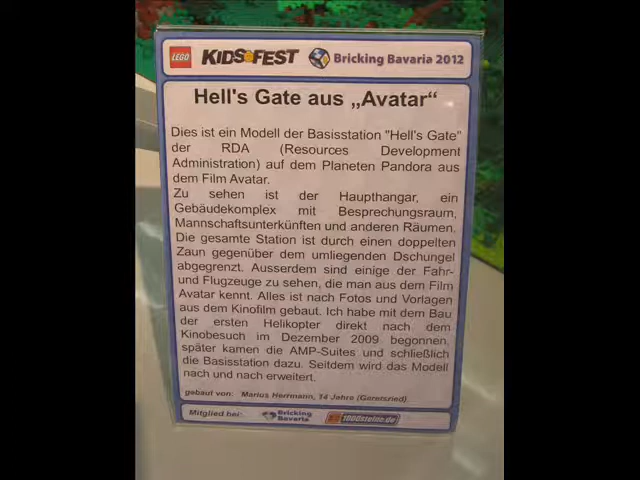 LEGO KIDSFEST Bricking Bavaria 2012
Hell's Gate aus „Avatar“
Dies ist ein Modell der Basisstation "Hell's Gate"
der RDA (Resources Development
Administration) auf dem Planeten Pandora aus
dem Film Avatar.
Zu sehen ist der Haupthangar, ein
Gebäudekomplex mit Besprechungsraum,
Mannschaftsunterkünften und anderen Räumen.
Die gesamte Station ist durch einen doppelten
Zaun gegenüber dem umliegenden Dschungel
abgegrenzt. Ausserdem sind einige der Fahr-
und Flugzeuge zu sehen, die man aus dem Film
Avatar kennt. Alles ist nach Fotos und Vorlagen
aus dem Kinofilm gebaut. Ich habe mit dem Bau
der ersten Helikopter direkt nach dem
Kinobesuch im Dezember 2009 begonnen,
später kamen die AMP-Suites und schließlich
die Basisstation dazu. Seitdem wird das Modell
nach und nach erweitert.
gebaut von: Marius Herrmann, 14 Jahre (Geretsried)
Mitglied bei: Bricking Bavaria 1000steine.de